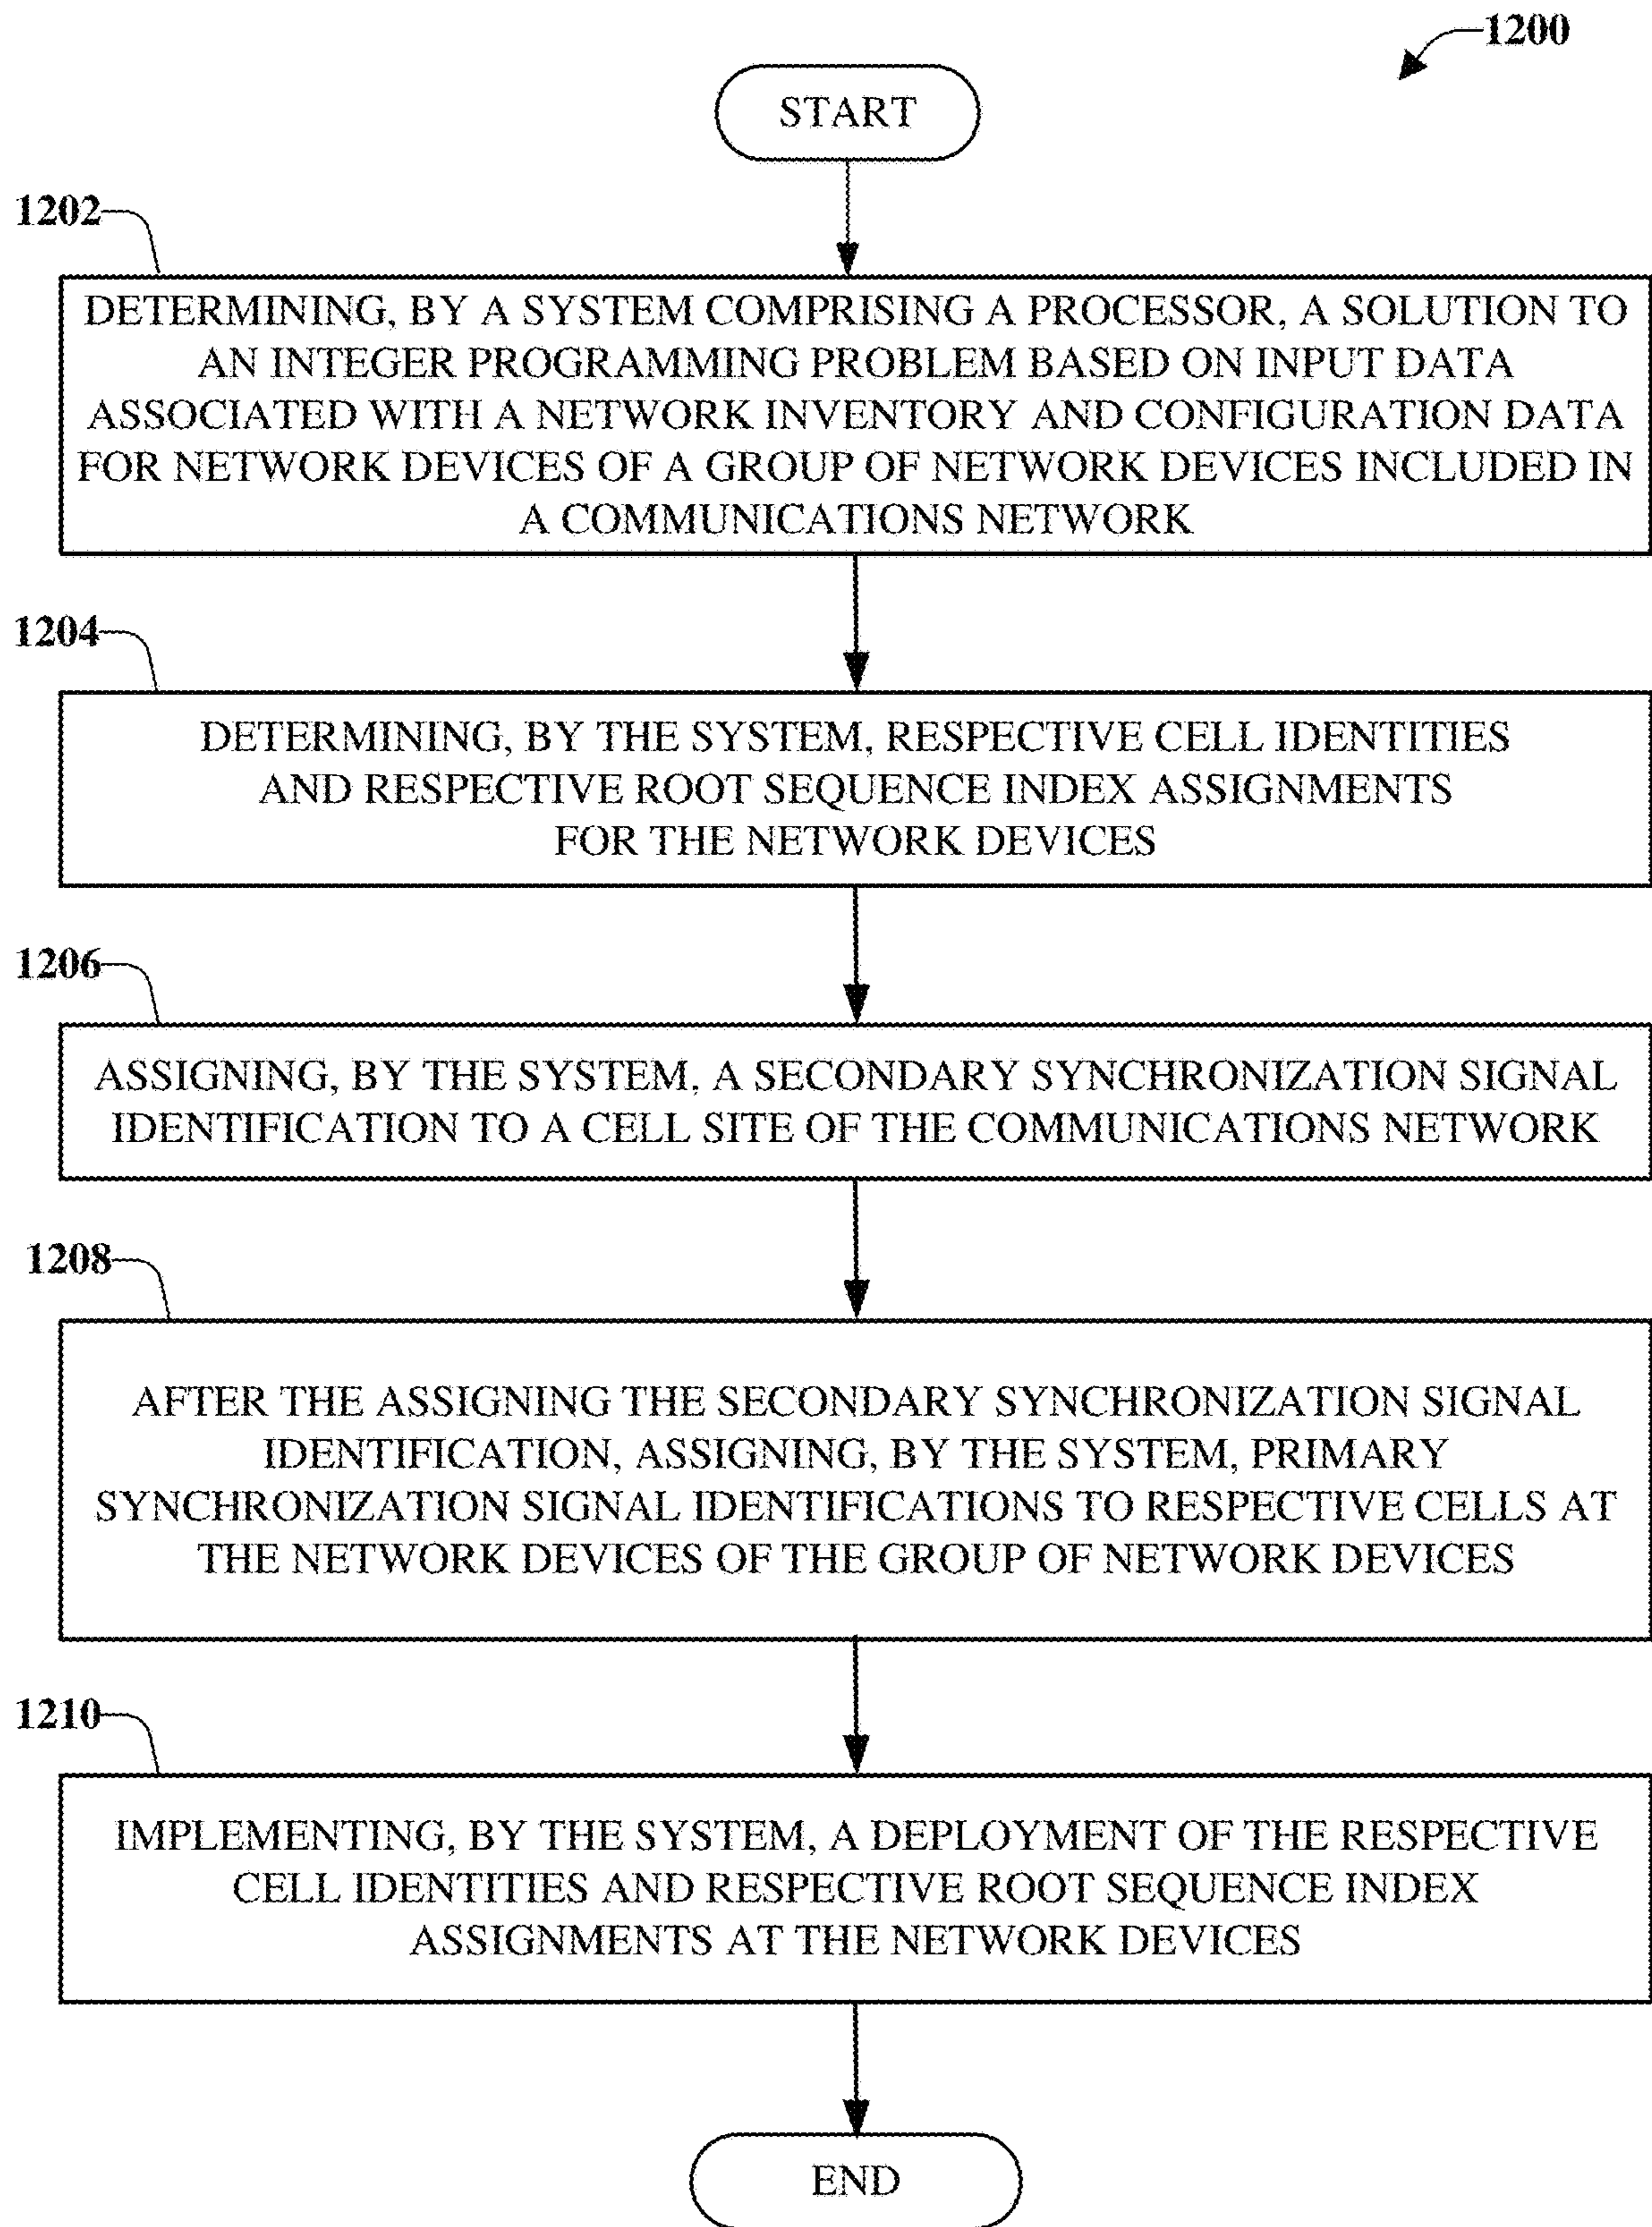 1200
START
1202
DETERMINING, BY A SYSTEM COMPRISING A PROCESSOR, A SOLUTION TO
AN INTEGER PROGRAMMING PROBLEM BASED ON INPUT DATA
ASSOCIATED WITH A NETWORK INVENTORY AND CONFIGURATION DATA
FOR NETWORK DEVICES OF A GROUP OF NETWORK DEVICES INCLUDED IN
A COMMUNICATIONS NETWORK
1204
DETERMINING, BY THE SYSTEM, RESPECTIVE CELL IDENTITIES
AND RESPECTIVE ROOT SEQUENCE INDEX ASSIGNMENTS
FOR THE NETWORK DEVICES
1206
ASSIGNING, BY THE SYSTEM, A SECONDARY SYNCHRONIZATION SIGNAL
IDENTIFICATION TO A CELL SITE OF THE COMMUNICATIONS NETWORK
1208
AFTER THE ASSIGNING THE SECONDARY SYNCHRONIZATION SIGNAL
IDENTIFICATION, ASSIGNING, BY THE SYSTEM, PRIMARY
SYNCHRONIZATION SIGNAL IDENTIFICATIONS TO RESPECTIVE CELLS AT
THE NETWORK DEVICES OF THE GROUP OF NETWORK DEVICES
1210
IMPLEMENTING, BY THE SYSTEM, A DEPLOYMENT OF THE RESPECTIVE
CELL IDENTITIES AND RESPECTIVE ROOT SEQUENCE INDEX
ASSIGNMENTS AT THE NETWORK DEVICES
END